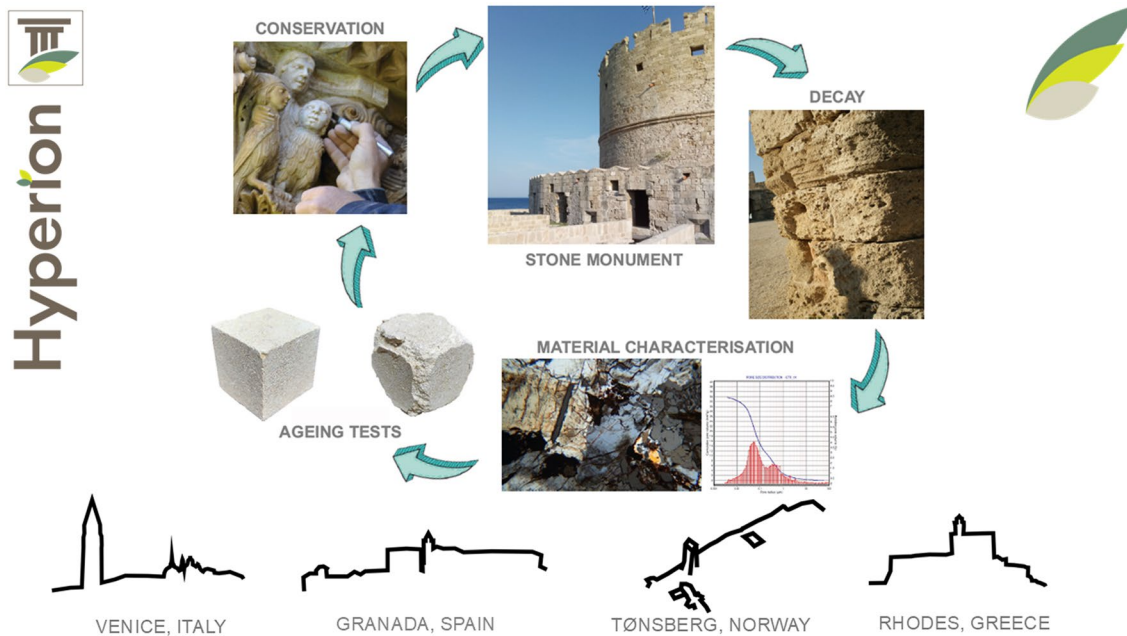 Hyperion
CONSERVATION
STONE MONUMENT
DECAY
MATERIAL CHARACTERISATION
AGEING TESTS
VENICE, ITALY
GRANADA, SPAIN
TØNSBERG, NORWAY
RHODES, GREECE